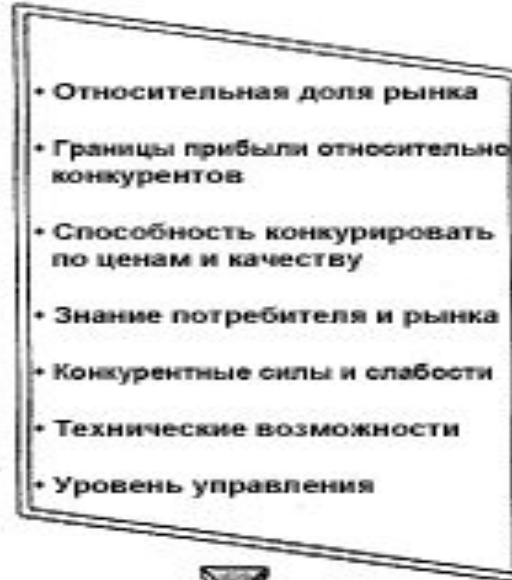 • Относительная доля рынка
• Границы прибыли относительно
конкурентов
• Способность конкурировать
по ценам и качеству
• Знание потребителя и рынка
• Конкурентные силы и слабости
• Технические возможности
• Уровень управления